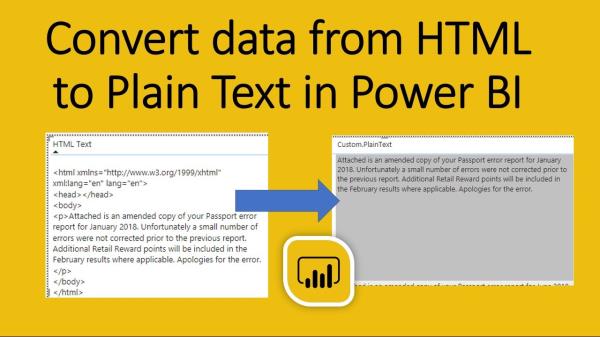 Convert data from HTML
to Plain Text in Power BI
HTML Text
<html xmlns="http://www.w3.org/1999/xhtml"
xml:lang="en" lang="en">
<head></head>
<body>
<p>Attached is an amended copy of your Passport error
report for January 2018. Unfortunately a small number of
errors were not corrected prior to the previous report.
Additional Retail Reward points will be included in the
February results where applicable. Apologies for the error.
</p>
</body>
</html>
Custom.PlainText
Attached is an amended copy of your Passport error report for January
2018. Unfortunately a small number of errors were not corrected prior to
the previous report. Additional Retail Reward points will be included in
the February results where applicable. Apologies for the error.